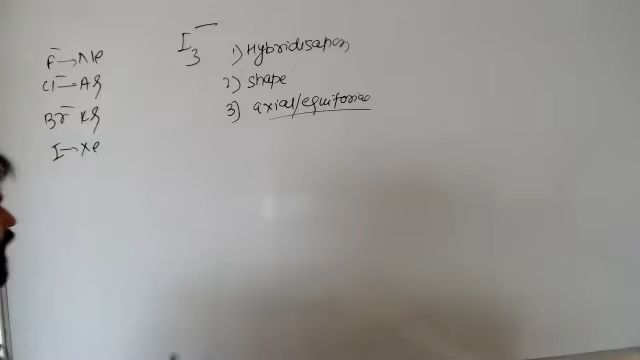 F⁻→Ne
Cl⁻→Ar
Br⁻ Kr
I⁻→Xe
I₃⁻
1) Hybridisation
2) shape
3) axial/equitorial